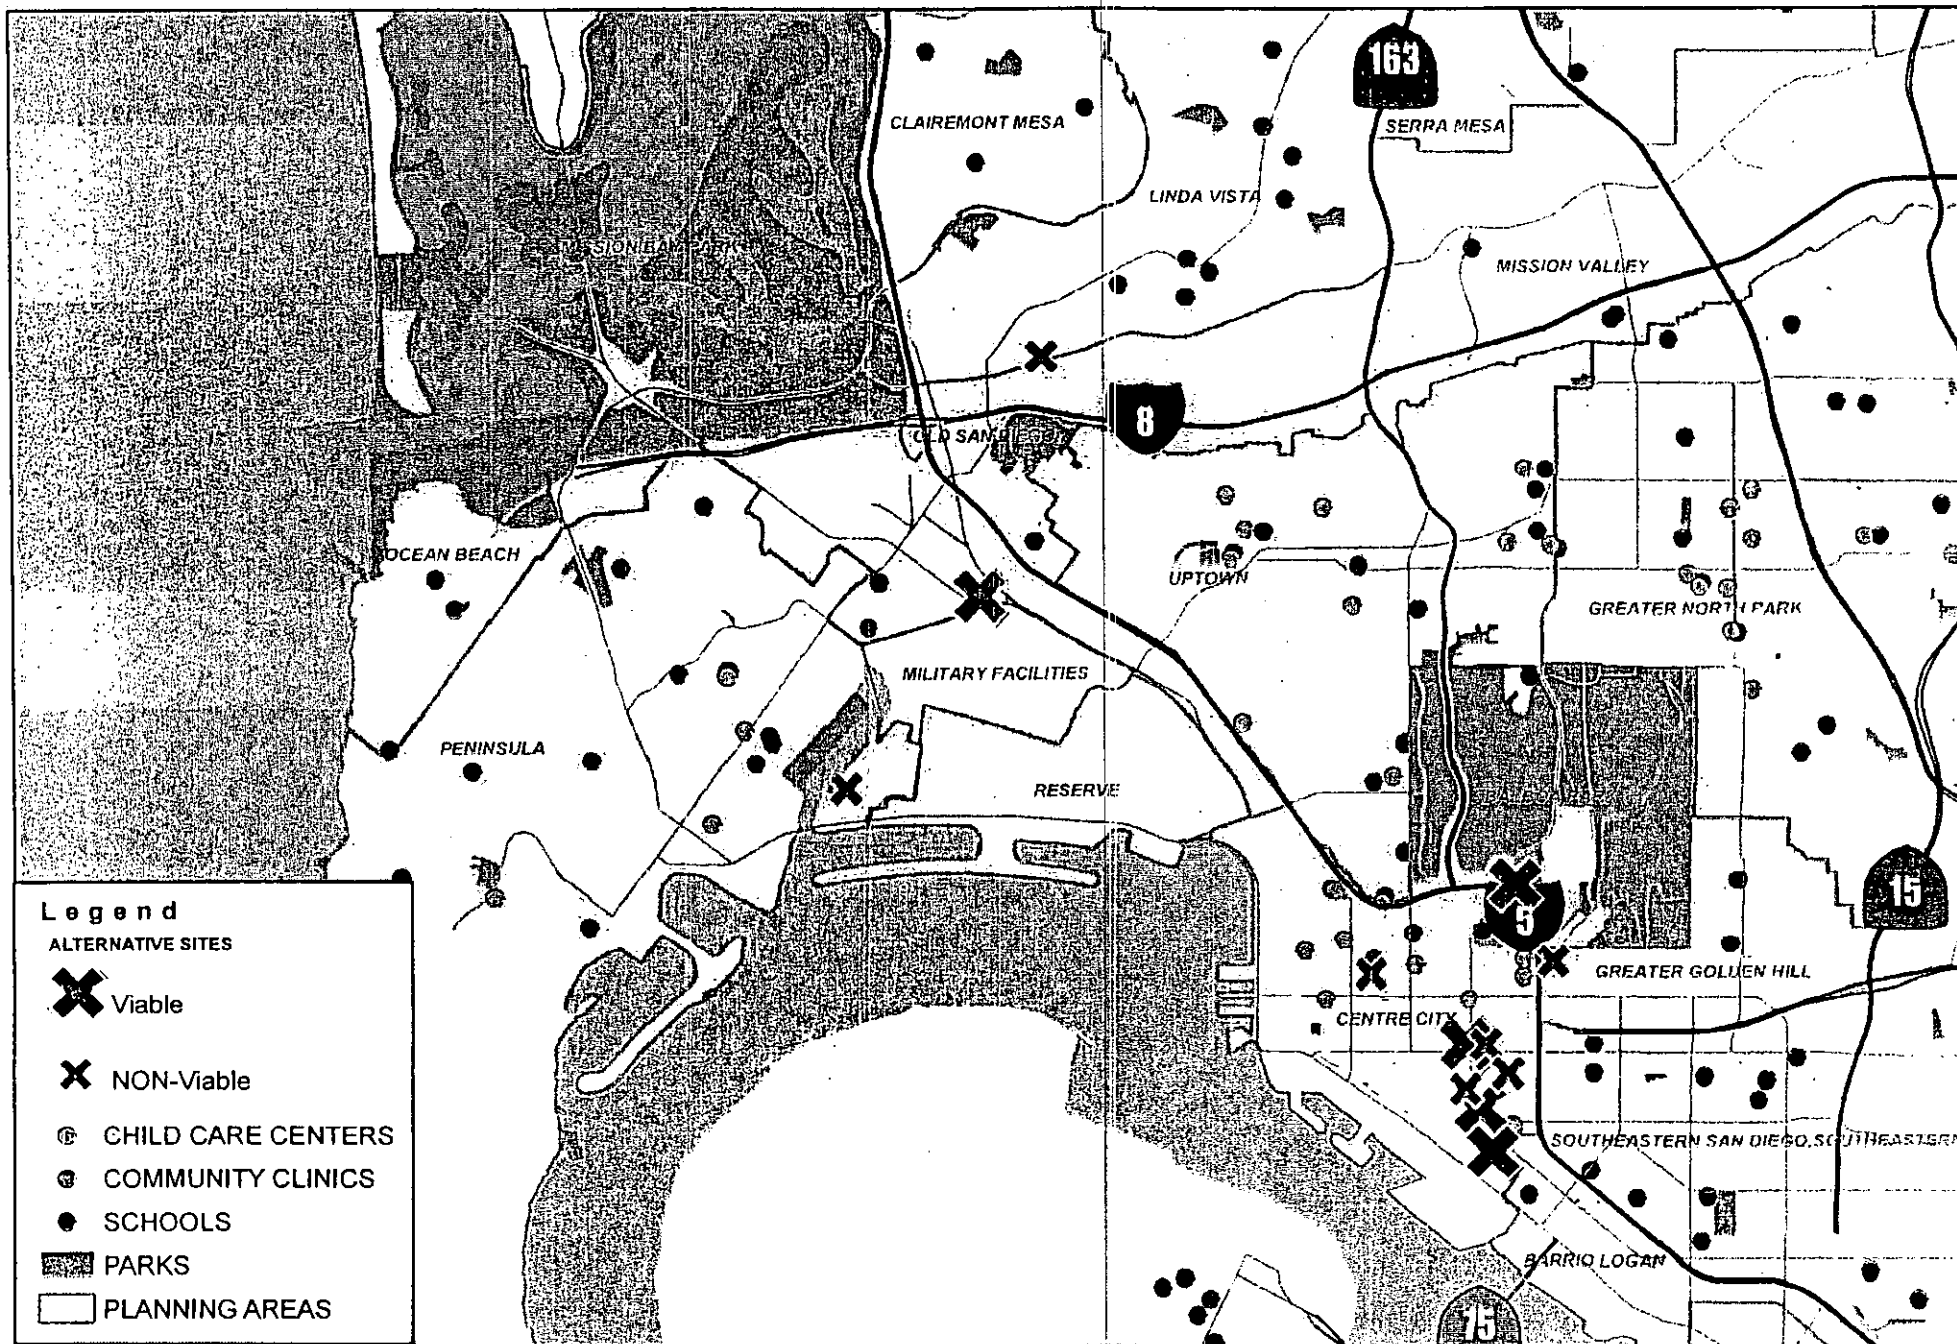 163
CLAIREMONT MESA
SERRA MESA
LINDA VISTA
MISSION BAY PARK
MISSION VALLEY
8
OLD SAN DIEGO
OCEAN BEACH
UPTOWN
GREATER NORTH PARK
MILITARY FACILITIES
PENINSULA
RESERVE
15
5
GREATER GOLDEN HILL
CENTRE CITY
SOUTHEASTERN SAN DIEGO,SOUTHEASTERN
BARRIO LOGAN
75
Legend
ALTERNATIVE SITES
Viable
NON-Viable
CHILD CARE CENTERS
COMMUNITY CLINICS
SCHOOLS
PARKS
PLANNING AREAS